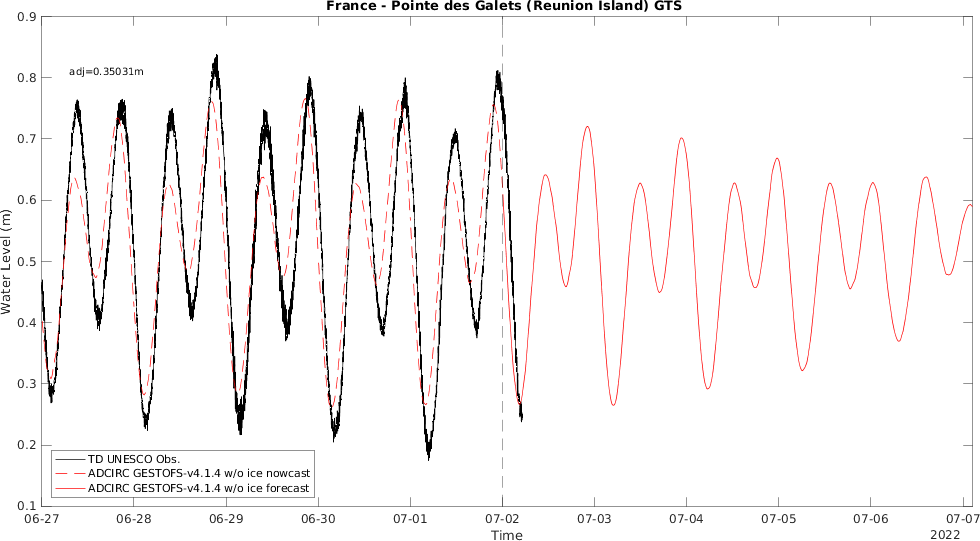 France - Pointe des Galets (Reunion Island) GTS
0.9
0.8
0.7
0.6
0.5
0.4
0.3
0.2
0.1
Water Level (m)
adj=0.35031m
TD UNESCO Obs.
ADCIRC GESTOFS-v4.1.4 w/o ice nowcast
ADCIRC GESTOFS-v4.1.4 w/o ice forecast
06-27 06-28 06-29 06-30 07-01 07-02 07-03 07-04 07-05 07-06 07-07
Time
2022